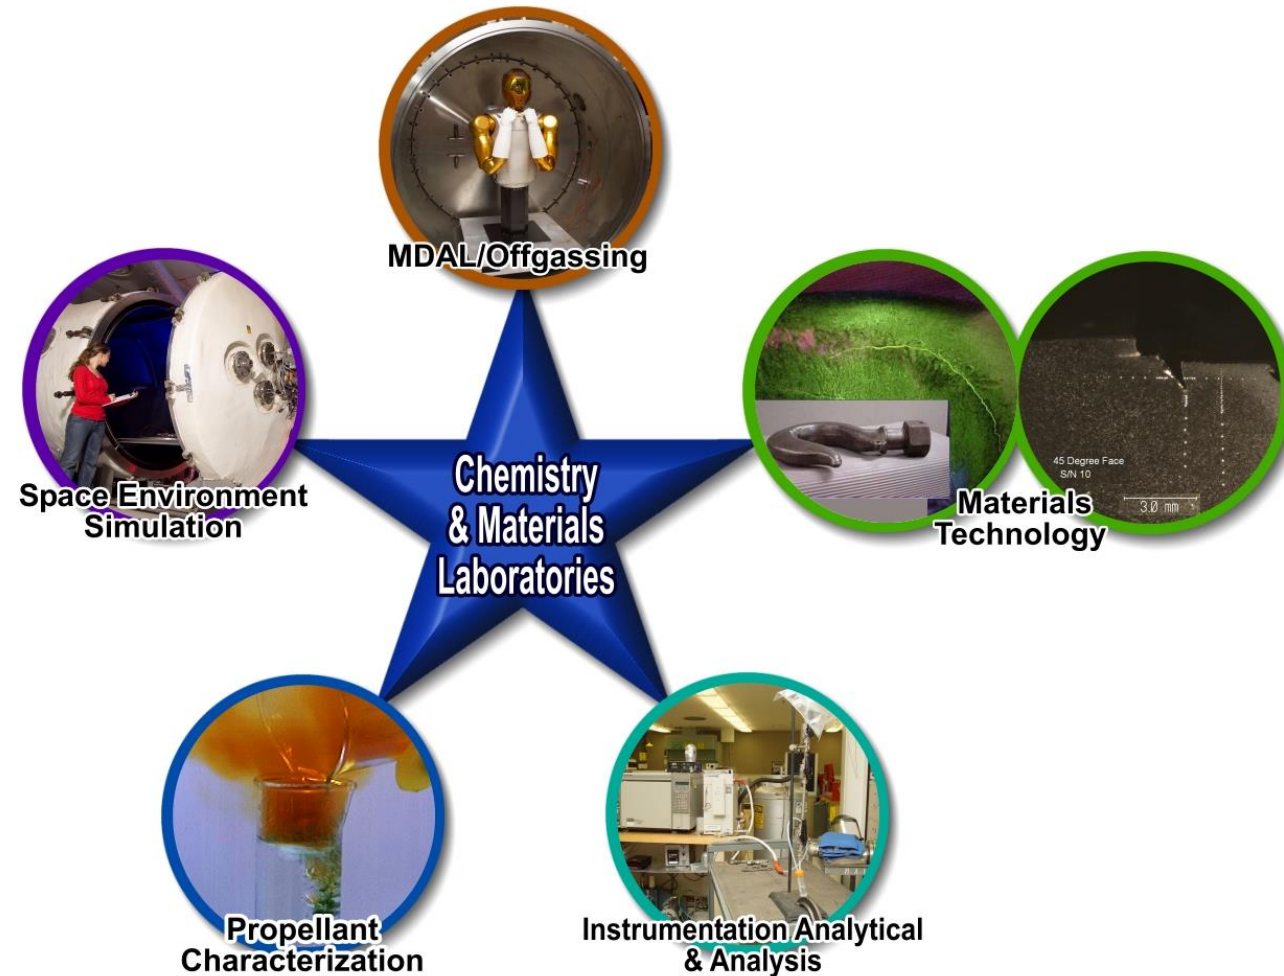 MDAL/Offgassing
Space Environment
Simulation
Chemistry
& Materials
Laboratories
45 Degree Face
S/N 10
3.0 mm
Materials
Technology
Propellant
Characterization
Instrumentation Analytical
& Analysis